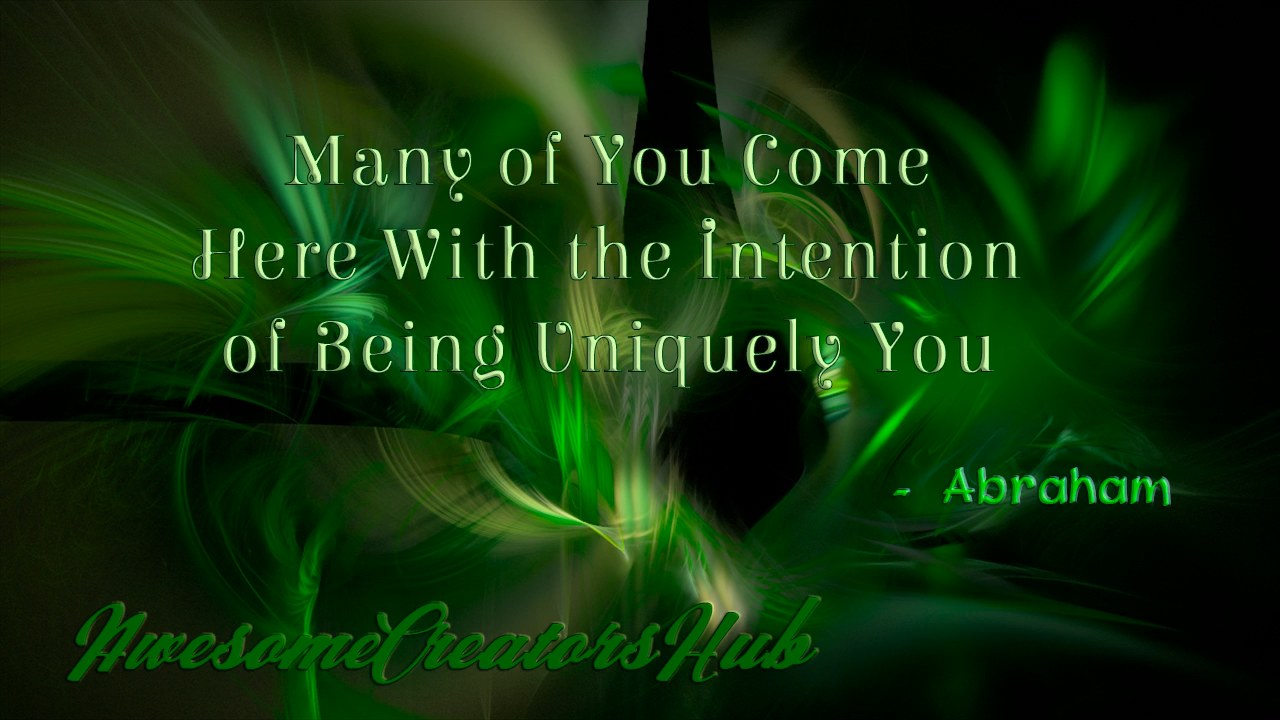 Many of You Come
Here With the Intention
of Being Uniquely You
- Abraham
AwesomeCreatorsHub